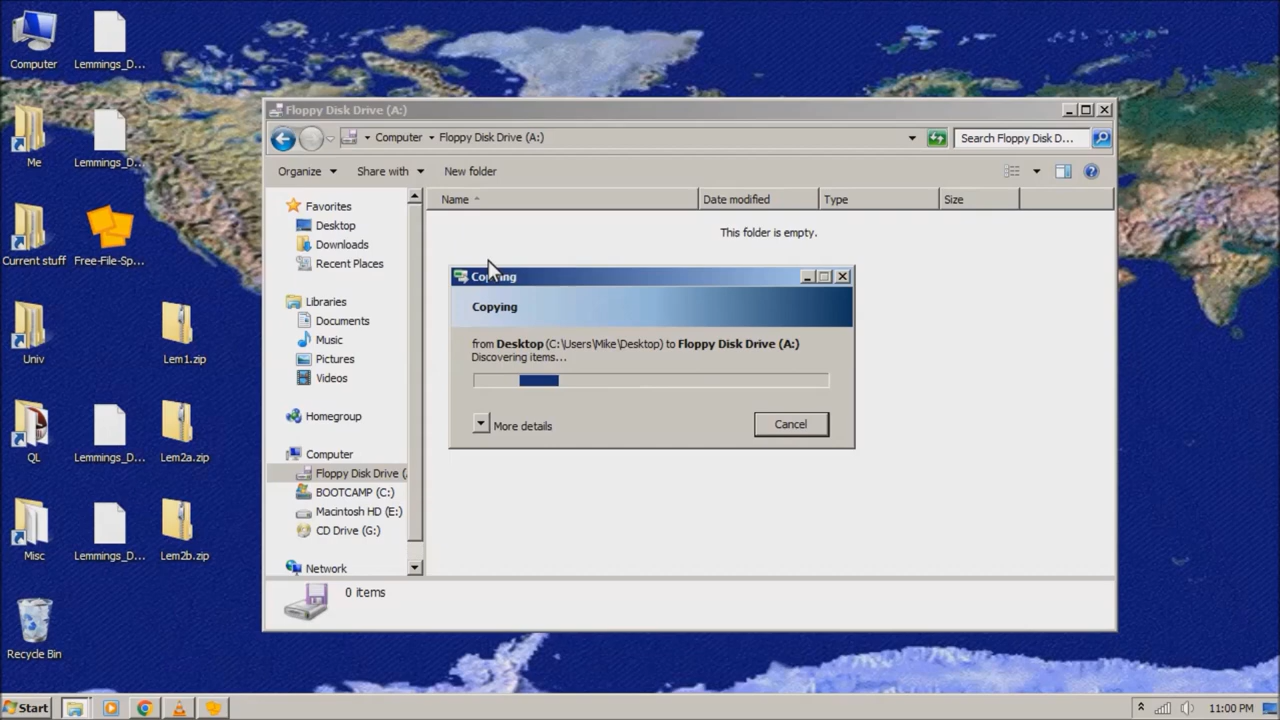 Computer
Lemmings_D...
Me
Lemmings_D...
Current stuff
Free-File-Sp...
Univ
Lem1.zip
QL
Lemmings_D...
Lem2a.zip
Misc
Lemmings_D...
Lem2b.zip
Recycle Bin
Floppy Disk Drive (A:)
Computer Floppy Disk Drive (A:)
Search Floppy Disk D...
Organize Share with New folder
Name Date modified Type Size
This folder is empty.
Favorites
Desktop
Downloads
Recent Places
Libraries
Documents
Music
Pictures
Videos
Homegroup
Computer
Floppy Disk Drive (
BOOTCAMP (C:)
Macintosh HD (E:)
CD Drive (G:)
Network
Copying
Copying
from Desktop (C:\Users\Mike\Desktop) to Floppy Disk Drive (A:)
Discovering items...
More details
Cancel
0 items
Start
11:00 PM